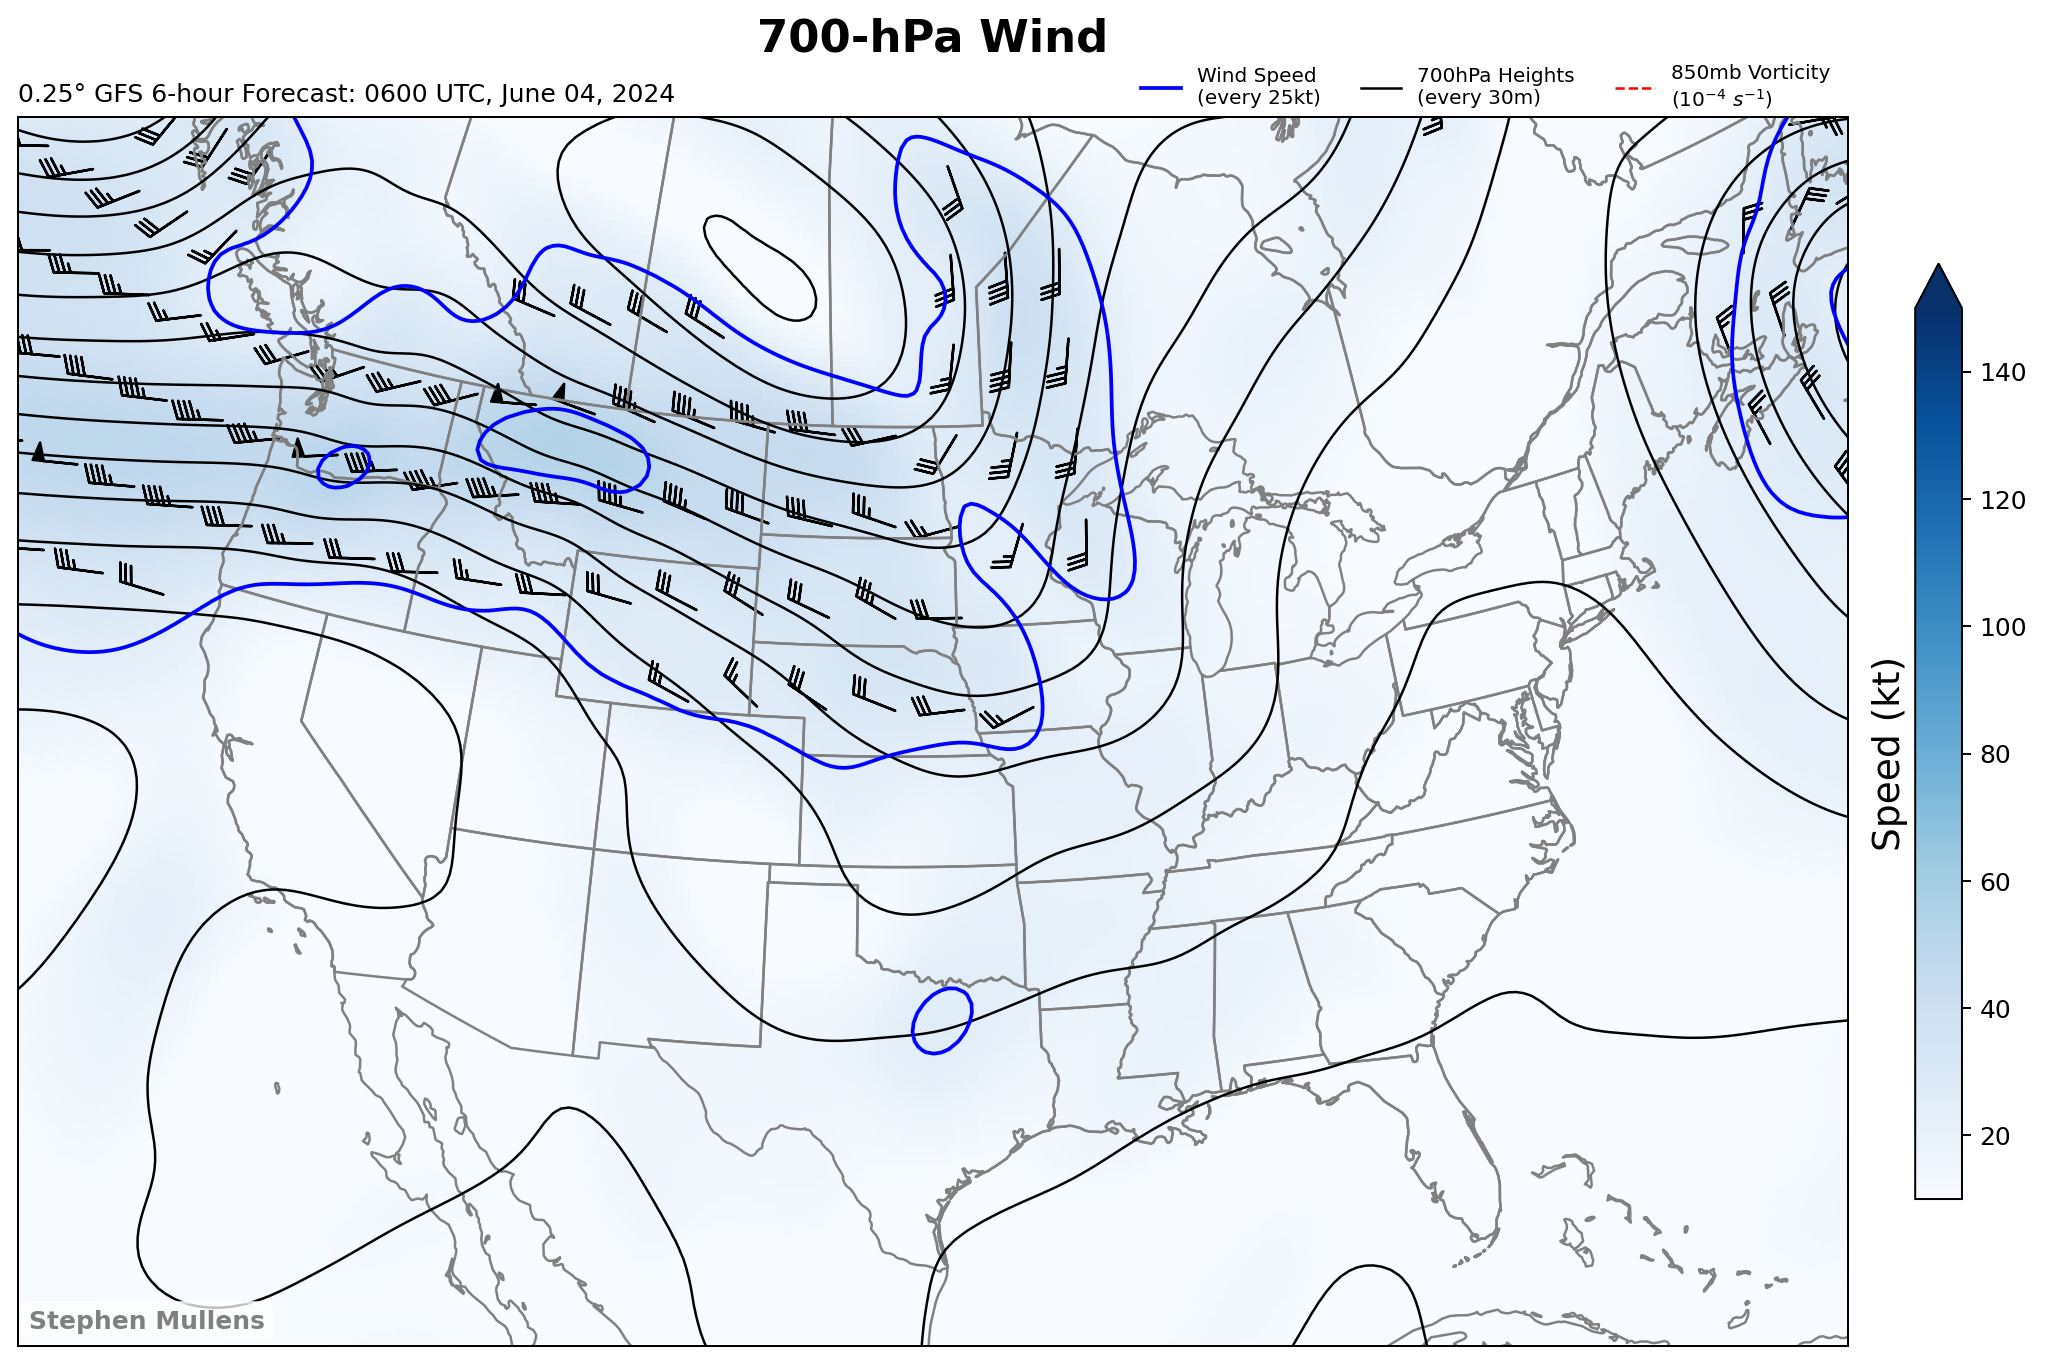 700-hPa Wind
0.25° GFS 6-hour Forecast: 0600 UTC, June 04, 2024
Wind Speed
(every 25kt)
700hPa Heights
(every 30m)
850mb Vorticity
(10⁻⁴ s⁻¹)
140
120
100
80
60
40
20
Speed (kt)
Stephen Mullens